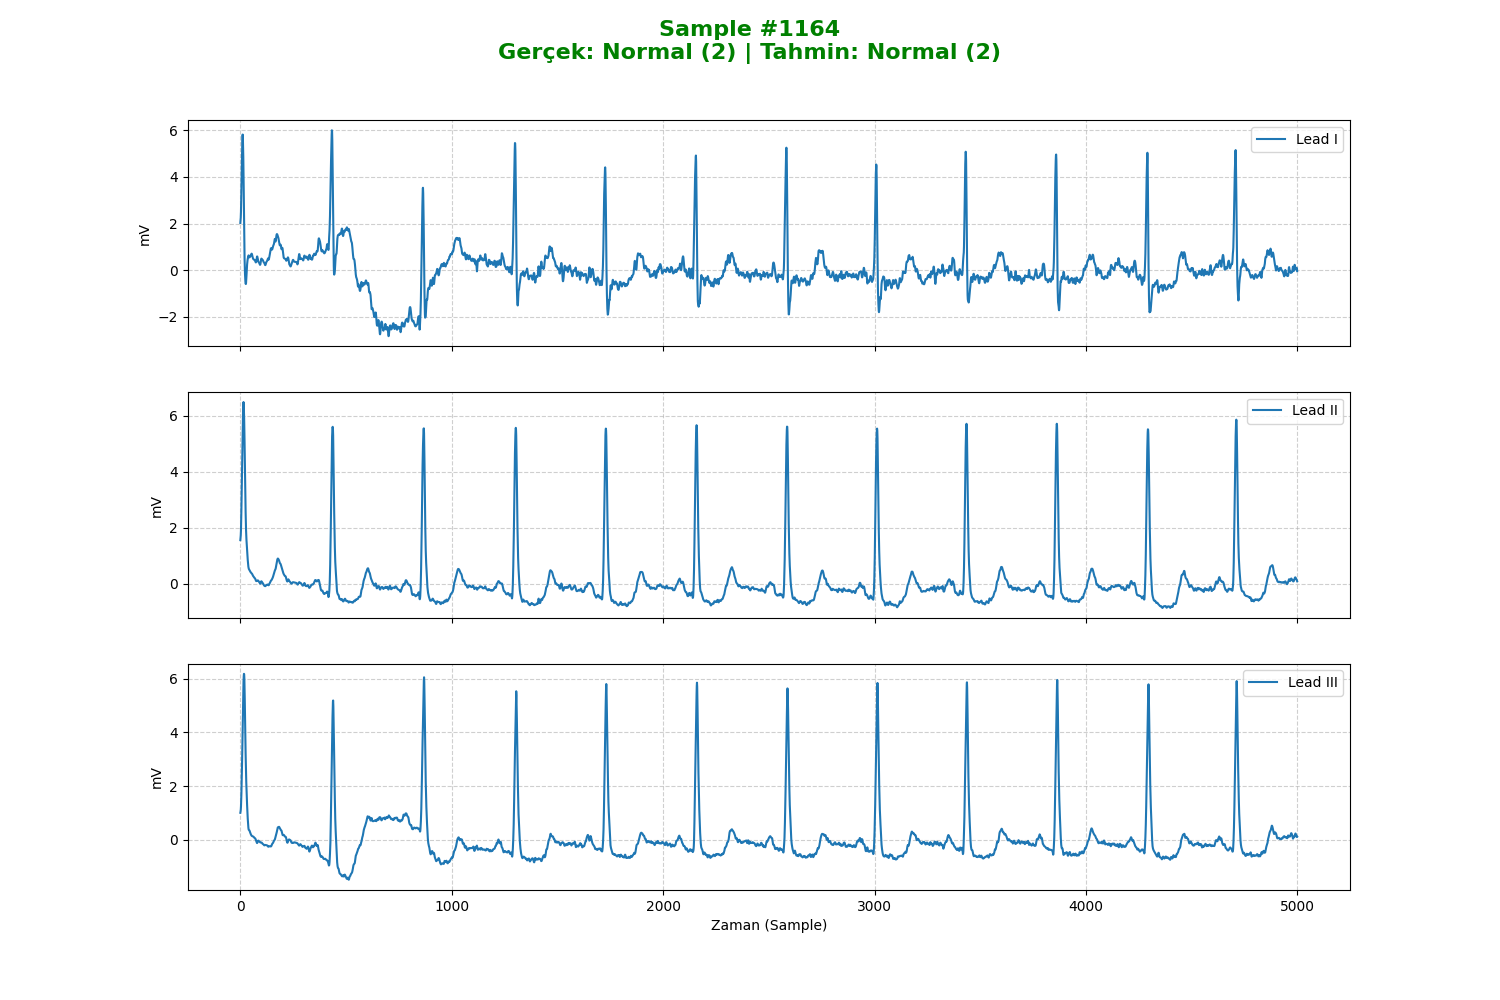 Sample #1164
Gerçek: Normal (2) | Tahmin: Normal (2)
6
4
2
0
−2
mV
Lead I
6
4
2
0
mV
Lead II
6
4
2
0
mV
Lead III
0 1000 2000 3000 4000 5000
Zaman (Sample)